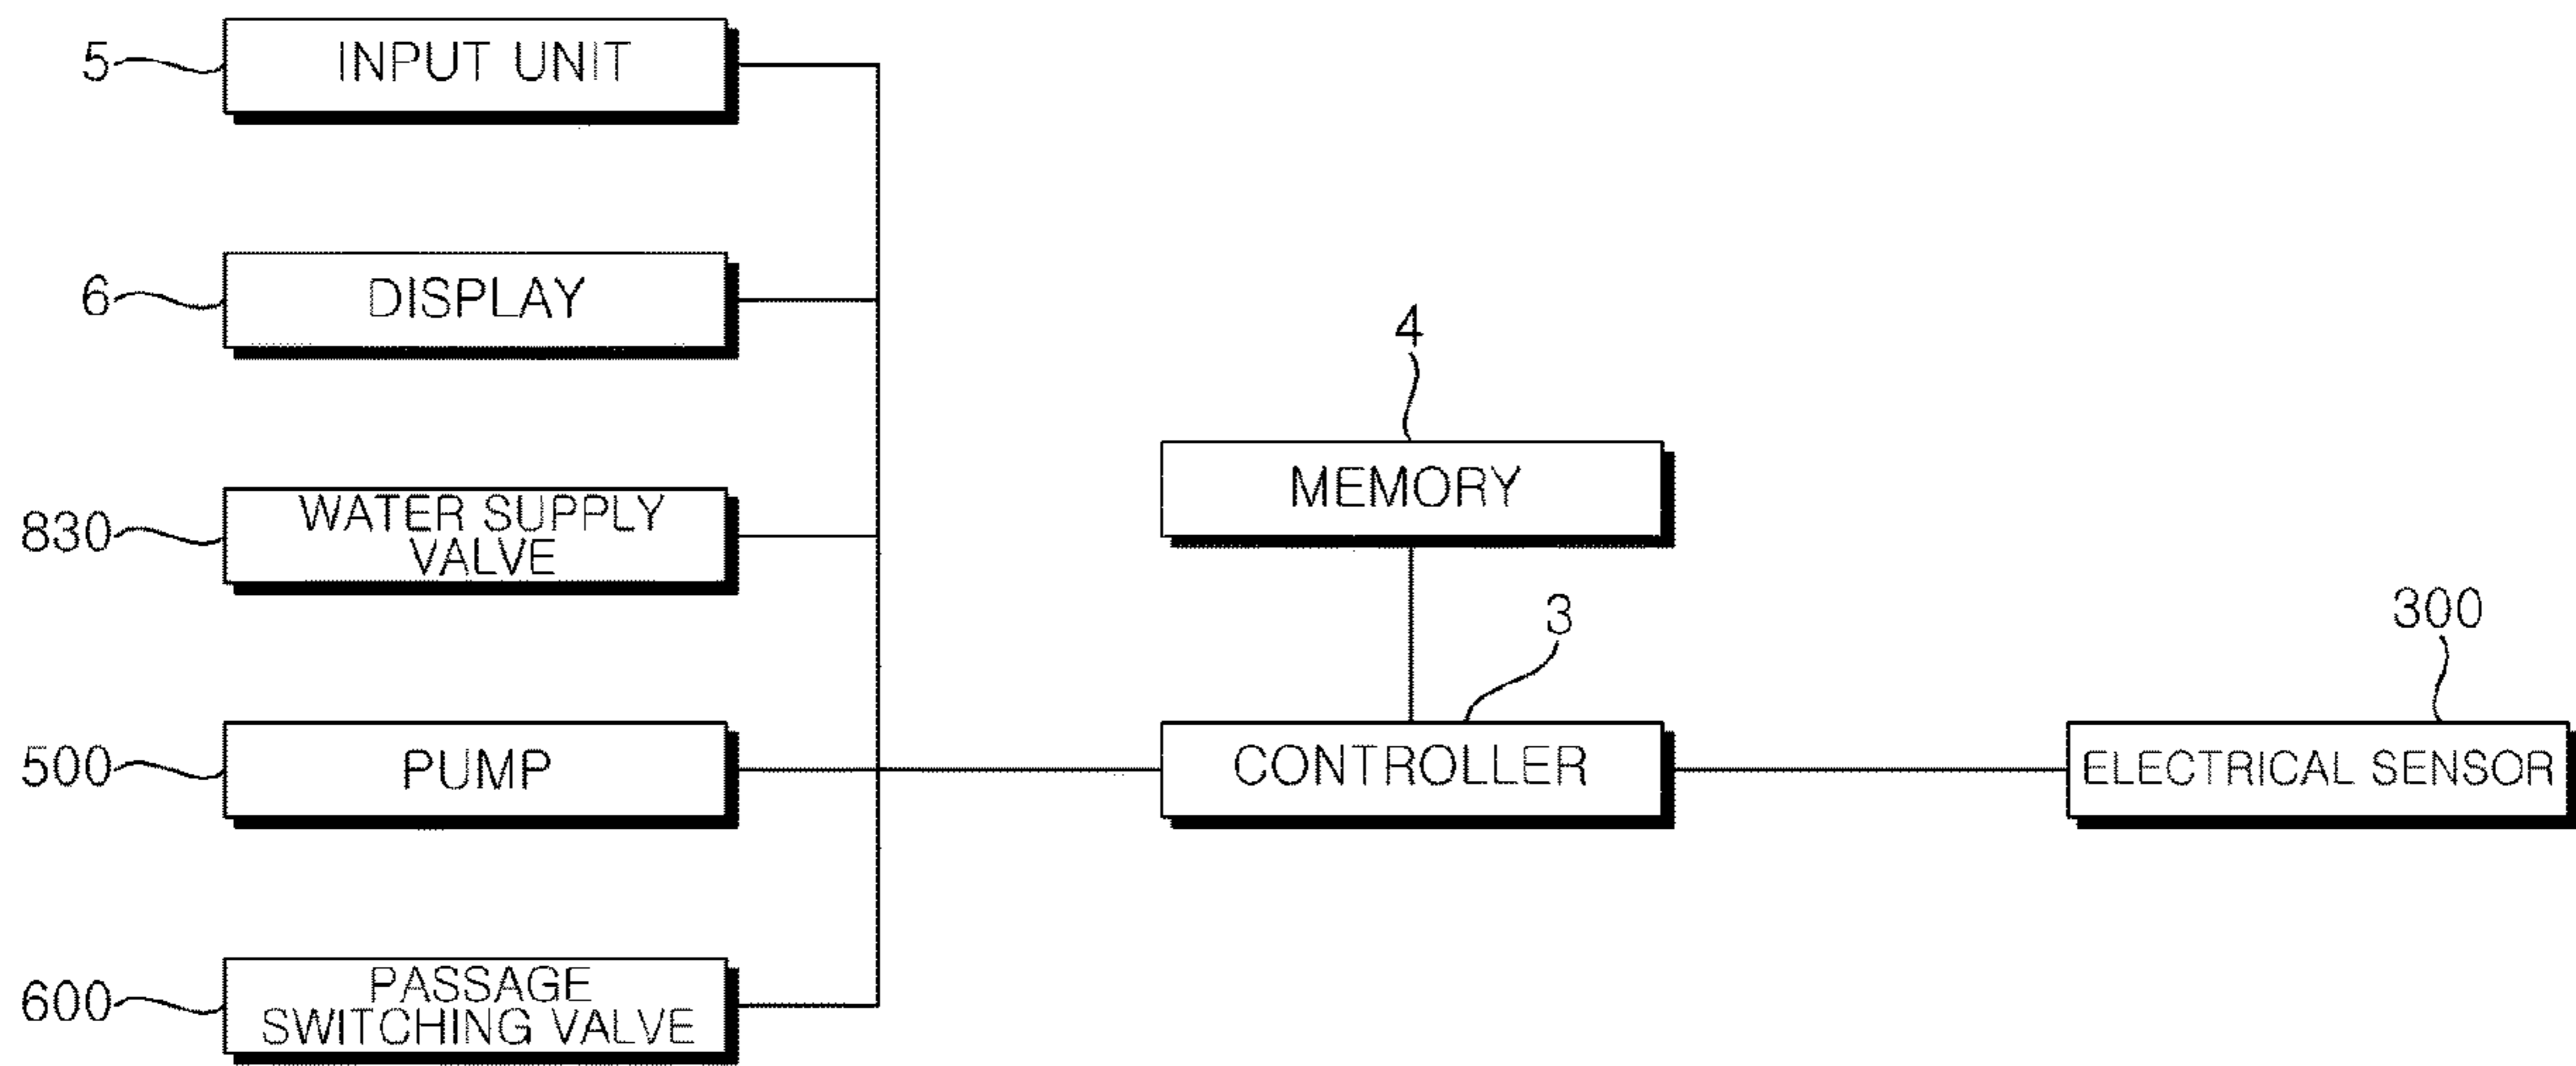 5
INPUT UNIT
6
DISPLAY
830
WATER SUPPLY
VALVE
500
PUMP
600
PASSAGE
SWITCHING VALVE
4
MEMORY
3
CONTROLLER
300
ELECTRICAL SENSOR